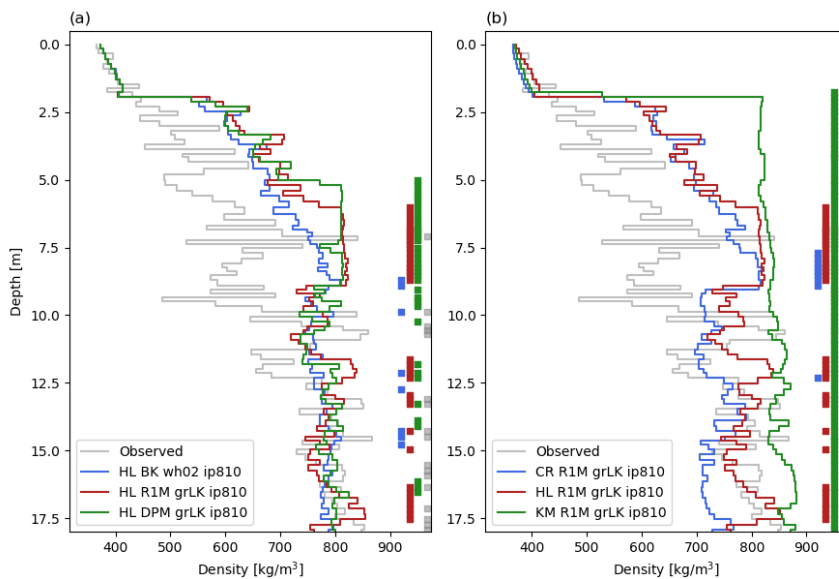 (a)
(b)
0.0
2.5
5.0
7.5
10.0
12.5
15.0
17.5
Depth [m]
Observed
HL BK wh02 ip810
HL R1M grLK ip810
HL DPM grLK ip810
400 500 600 700 800 900
Density [kg/m³]
0.0
2.5
5.0
7.5
10.0
12.5
15.0
17.5
Observed
CR R1M grLK ip810
HL R1M grLK ip810
KM R1M grLK ip810
400 500 600 700 800 900
Density [kg/m³]